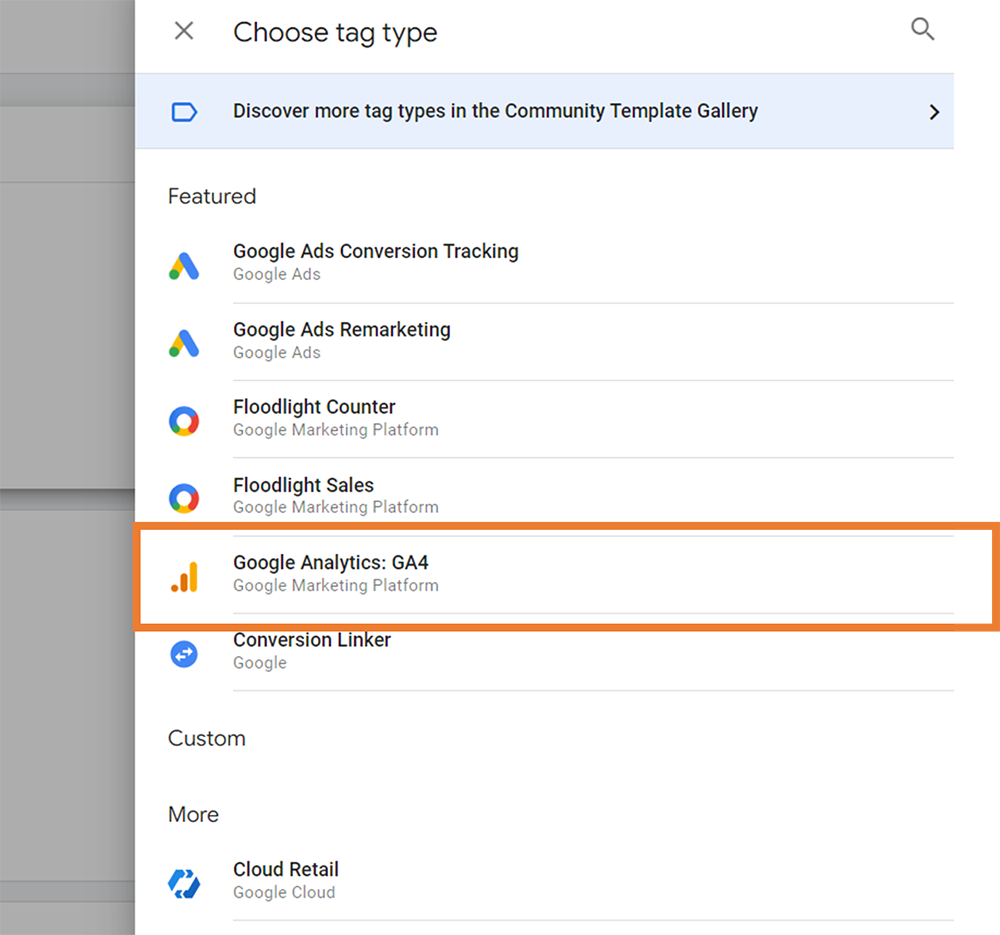 Choose tag type
Discover more tag types in the Community Template Gallery
Featured
Google Ads Conversion Tracking
Google Ads
Google Ads Remarketing
Google Ads
Floodlight Counter
Google Marketing Platform
Floodlight Sales
Google Marketing Platform
Google Analytics: GA4
Google Marketing Platform
Conversion Linker
Google
Custom
More
Cloud Retail
Google Cloud